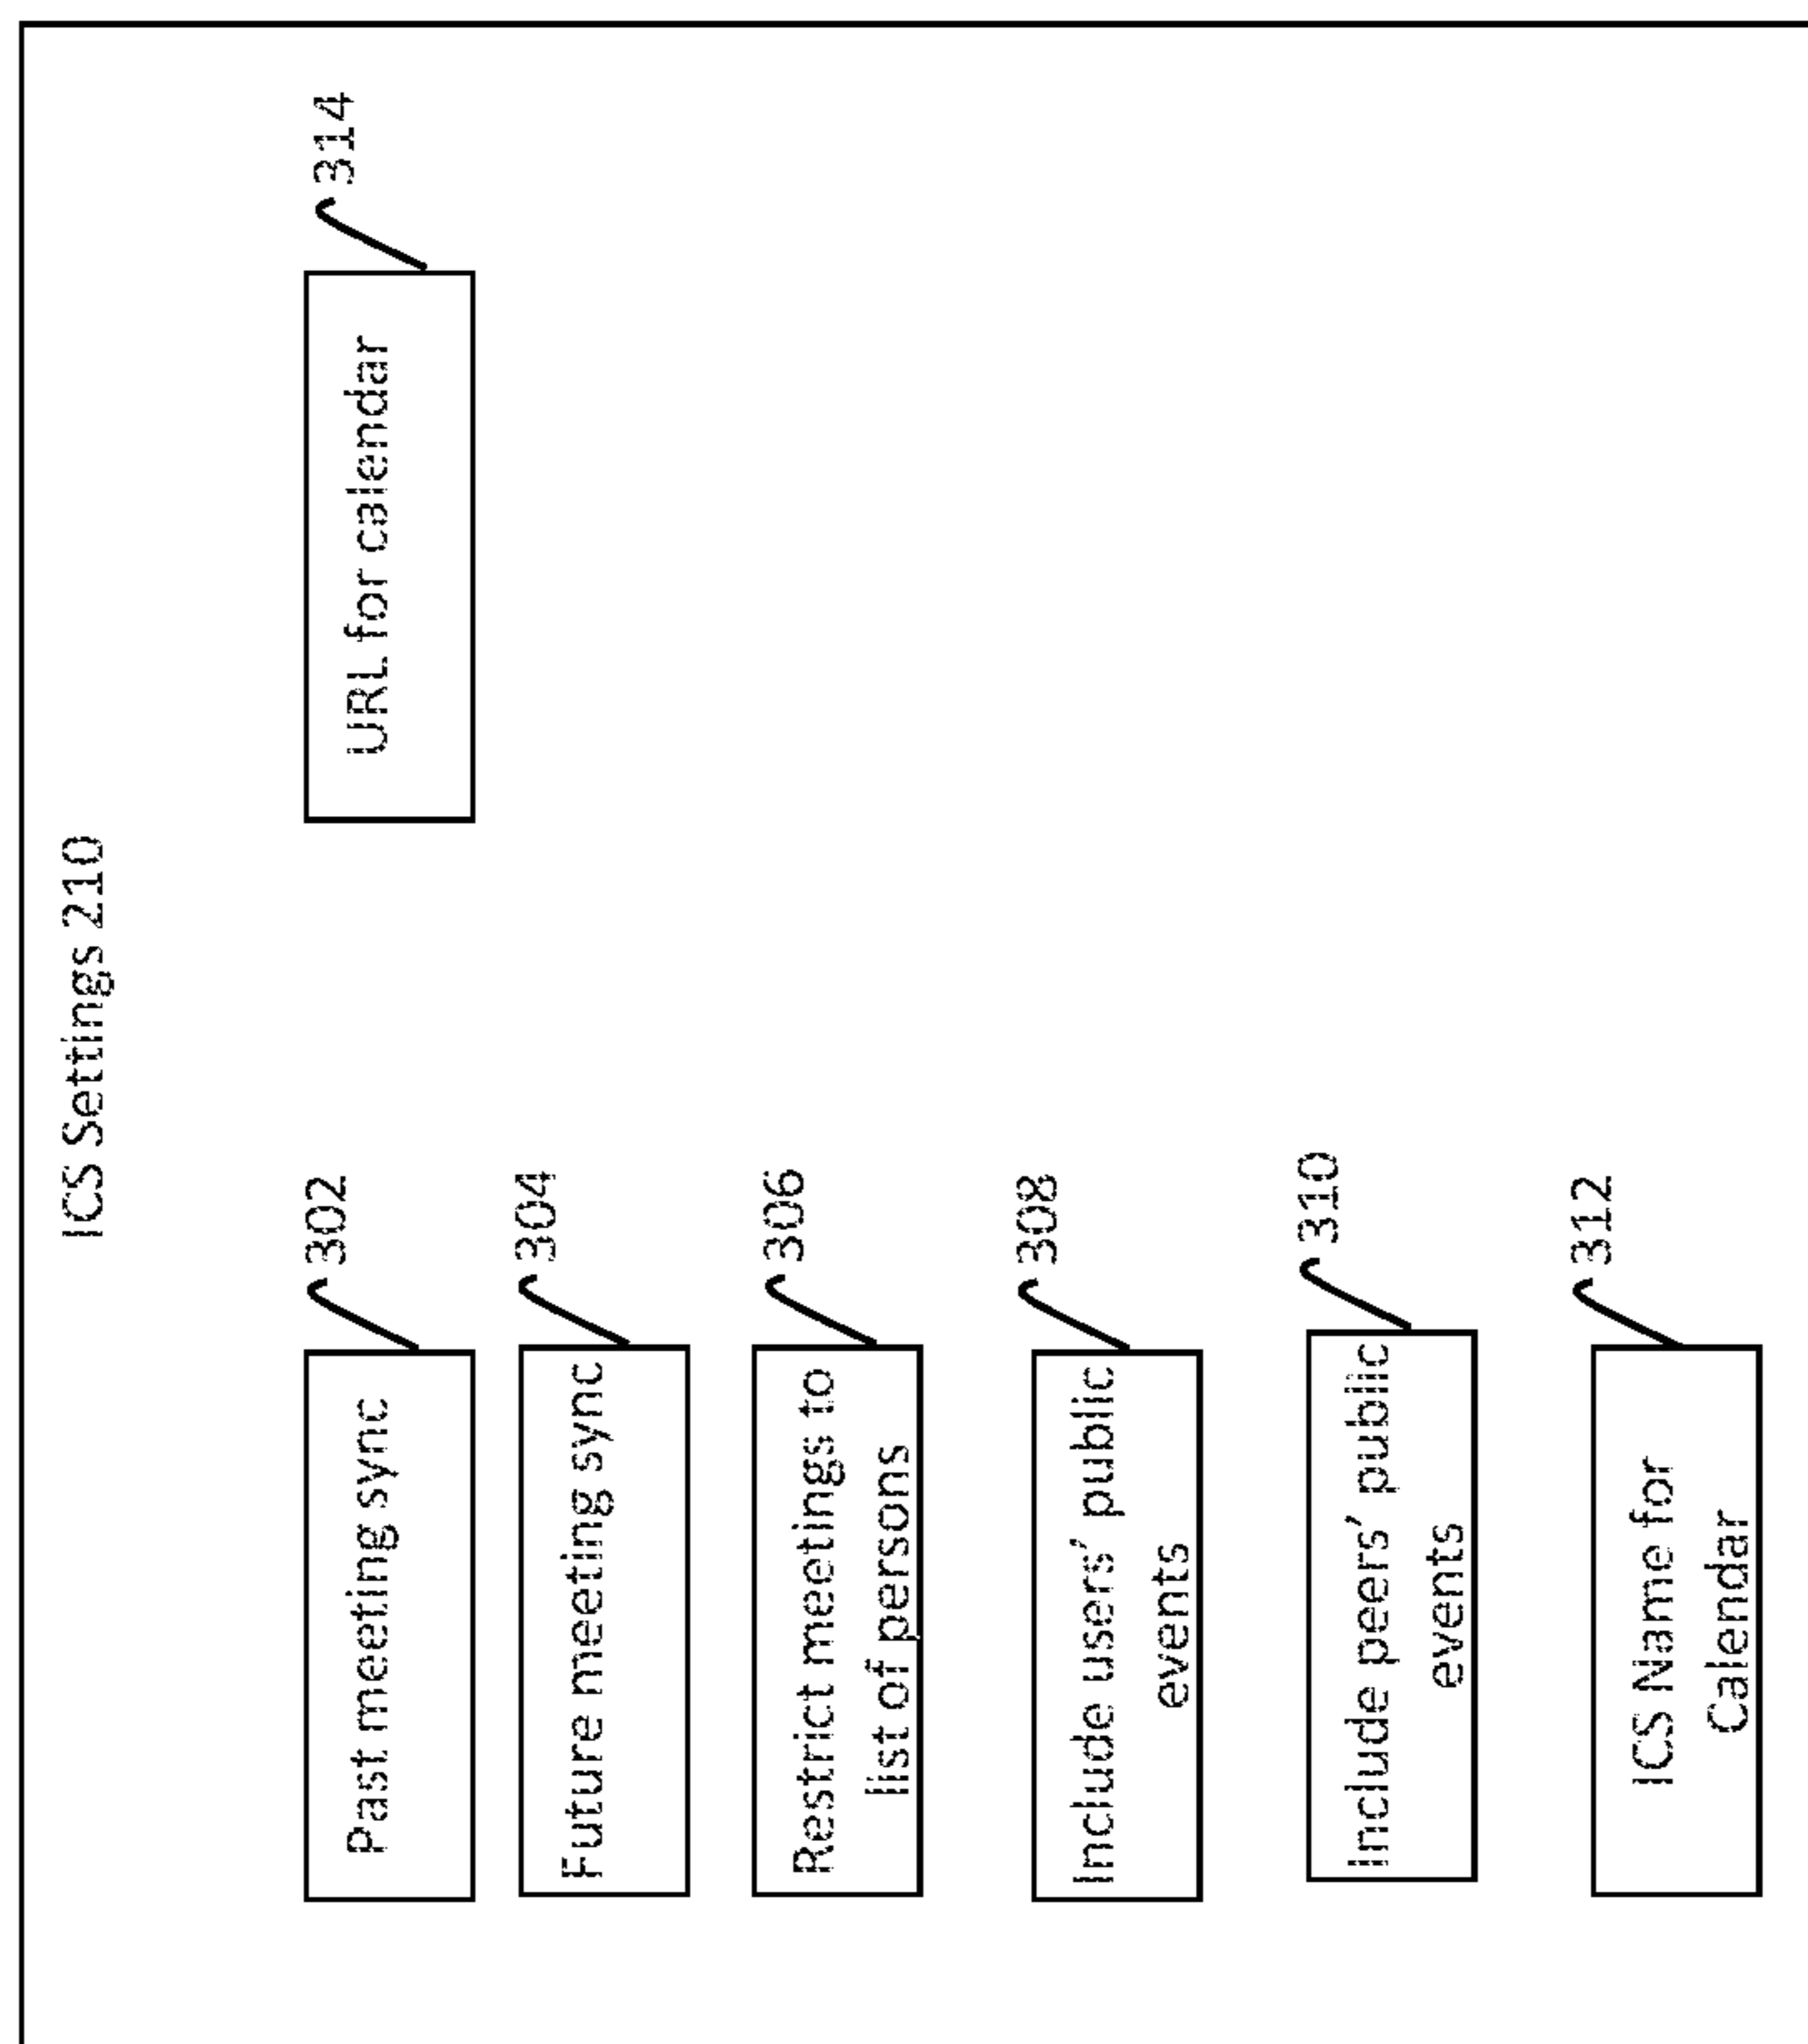 ICS Settings 210
Past meeting sync
302
Future meeting sync
304
Restrict meetings to
list of persons
306
Include users' public
events
308
Include peers’ public
events
310
ICS Name for
Calendar
312
URL for calendar
314